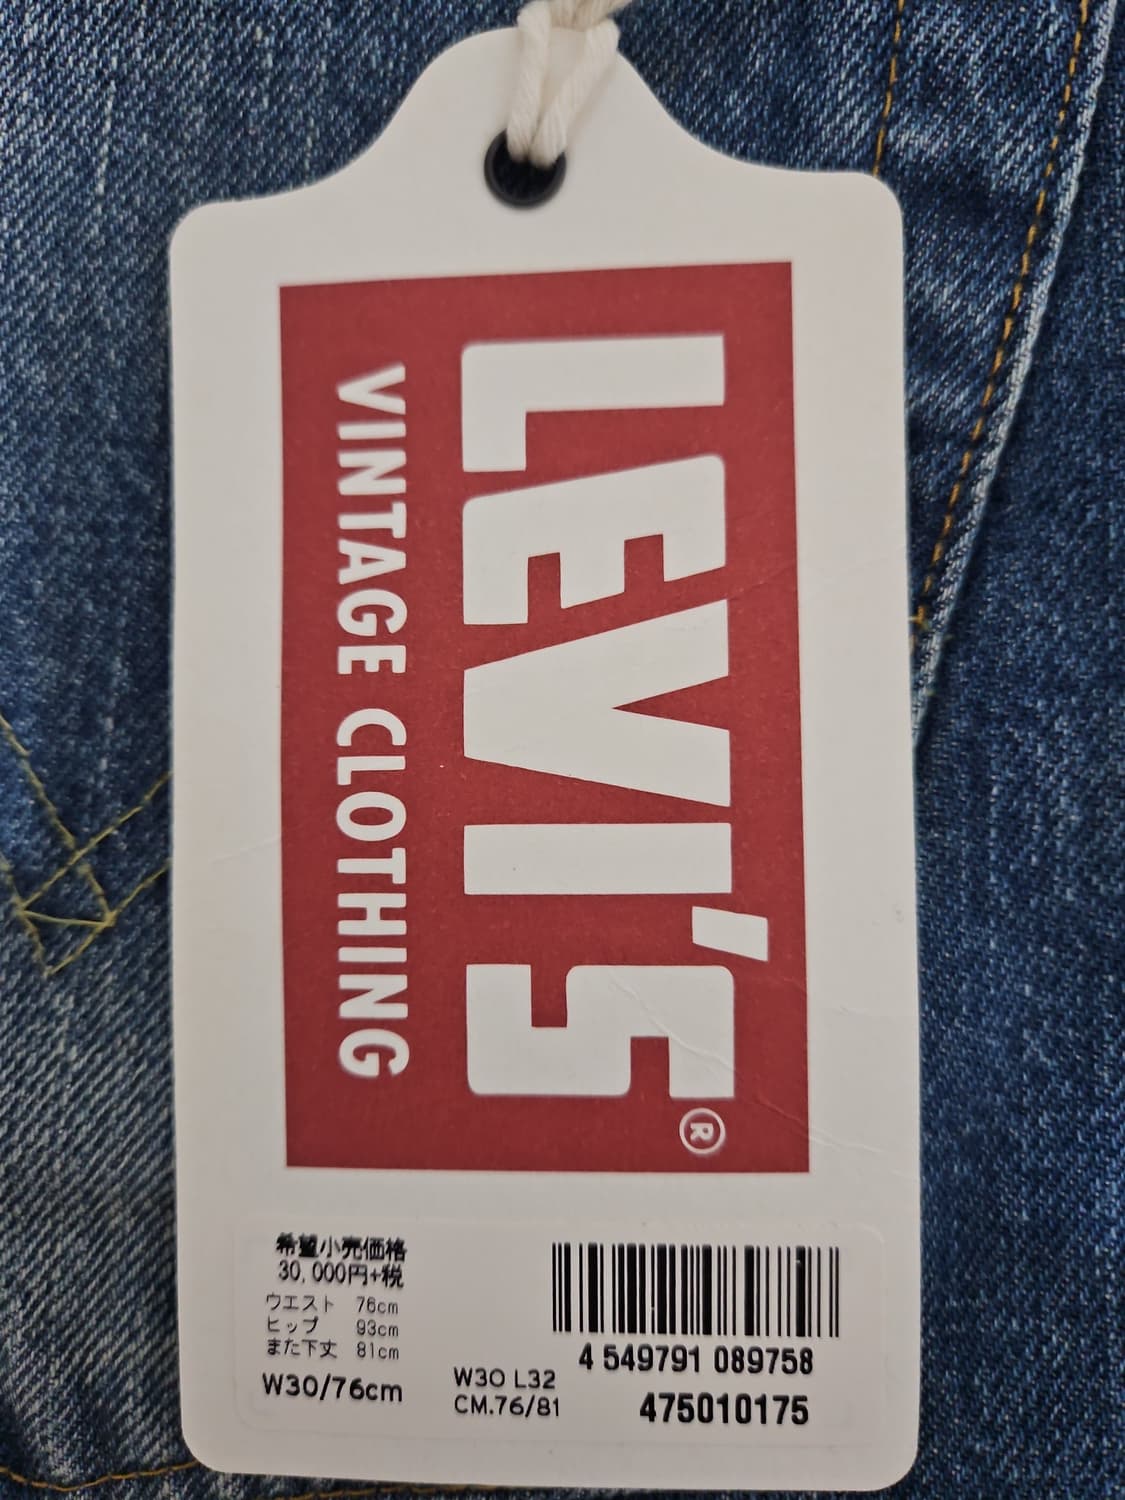 LEVI'S®
VINTAGE CLOTHING
希望小売価格
30,000円+税
ウエスト 76cm
ヒップ 93cm
また下丈 81cm
W30/76cm
W30 L32
CM.76/81
4 549791 089758
475010175